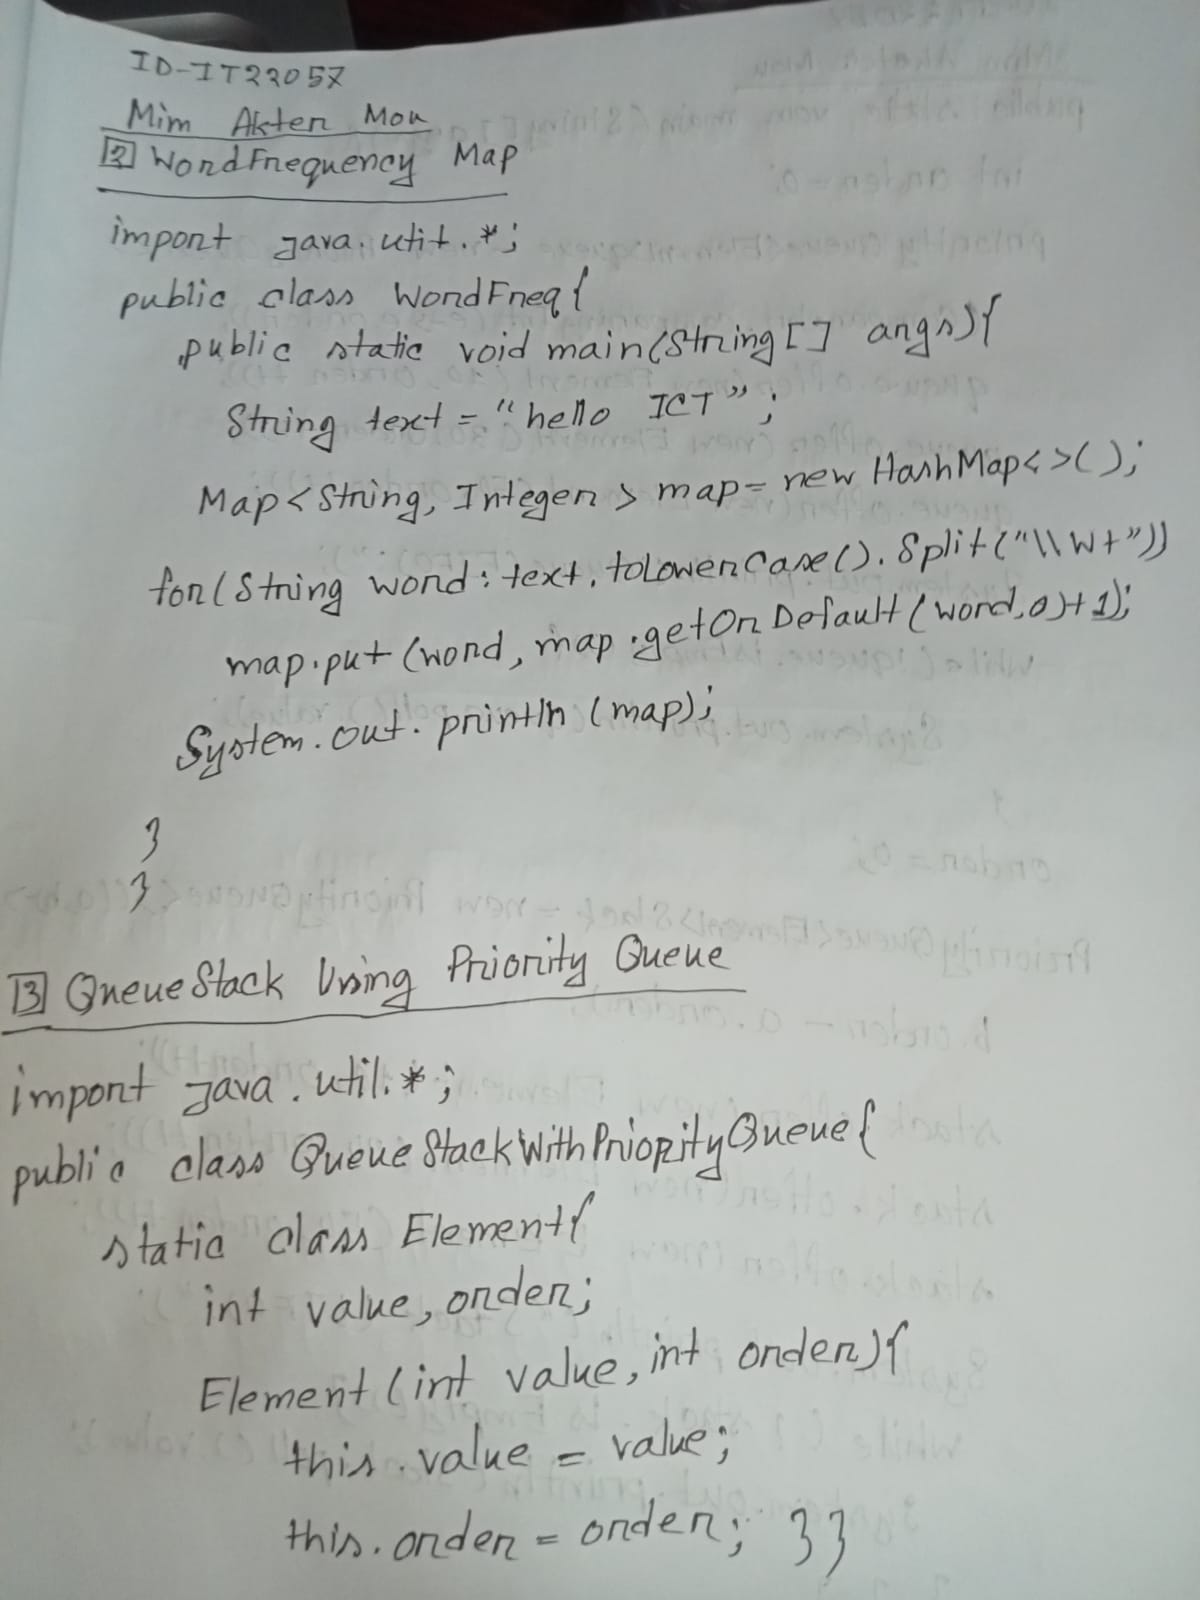 ID-IT22057
Mim Akter Mou
[2] WordFrequency Map
import java.util.*;
public class WordFreq{
public static void main(String[] args){
String text = "hello ICT";
Map<String, Integer> map = new HashMap<>();
for(String word: text.toLowerCase().Split("\\W+"))
map.put(word, map.getOrDefault(word,0)+1);
System.out.println(map);
}
}
[3] QueueStack Using Priority Queue
import java.util.*;
public class QueueStackWithPriorityQueue{
static class Element{
int value, order;
Element(int value, int order){
this.value = value;
this.order = order; }}